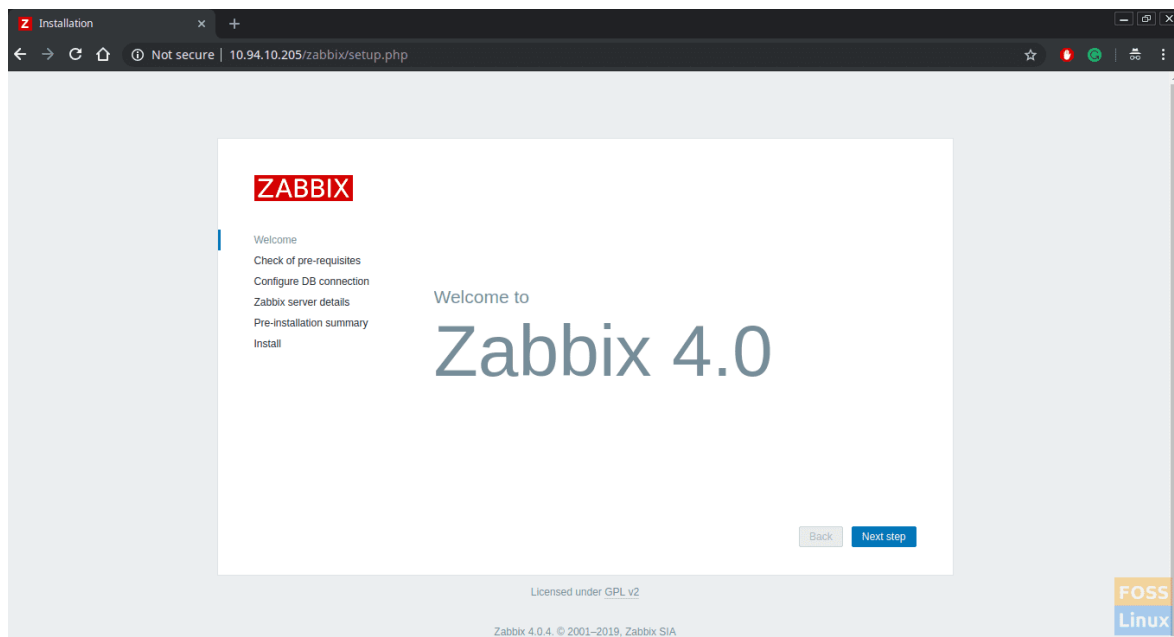 Z Installation
Not secure | 10.94.10.205/zabbix/setup.php
ZABBIX
Welcome
Check of pre-requisites
Configure DB connection
Zabbix server details
Pre-installation summary
Install
Welcome to
Zabbix 4.0
Back
Next step
Licensed under GPL v2
Zabbix 4.0.4. © 2001–2019, Zabbix SIA
FOSS
Linux